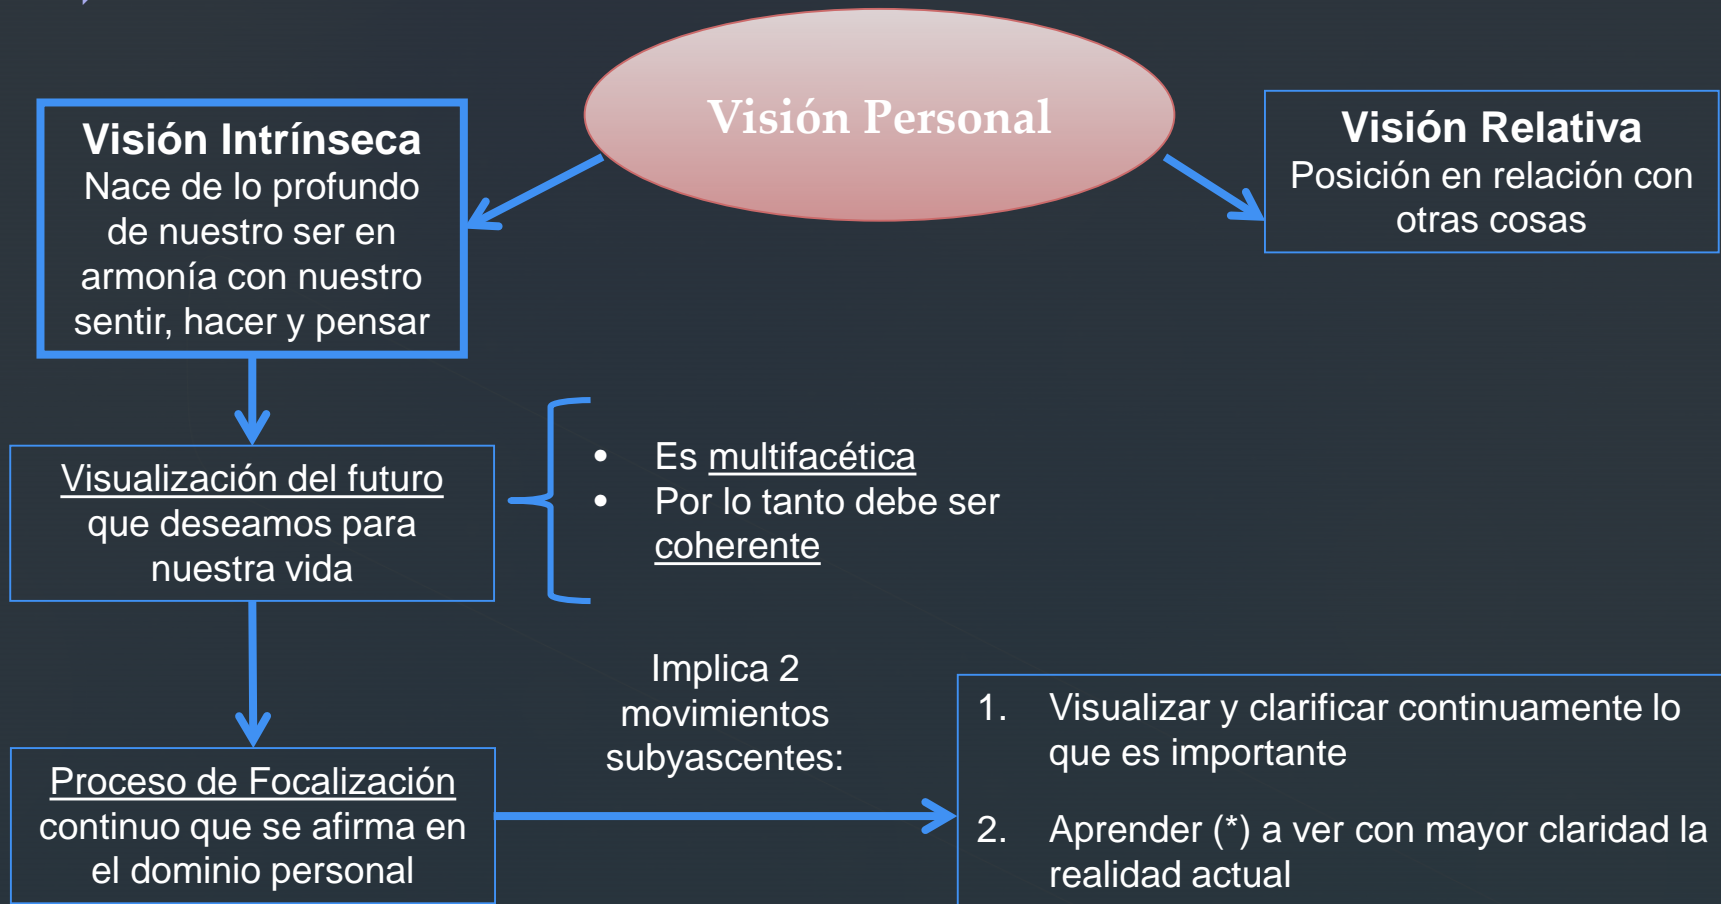 Visión Personal
Visión Intrínseca
Nace de lo profundo
de nuestro ser en
armonía con nuestro
sentir, hacer y pensar
Visión Relativa
Posición en relación con
otras cosas
Visualización del futuro
que deseamos para
nuestra vida
• Es multifacética
• Por lo tanto debe ser
coherente
Proceso de Focalización
continuo que se afirma en
el dominio personal
Implica 2
movimientos
subyascentes:
1. Visualizar y clarificar continuamente lo
que es importante
2. Aprender (*) a ver con mayor claridad la
realidad actual